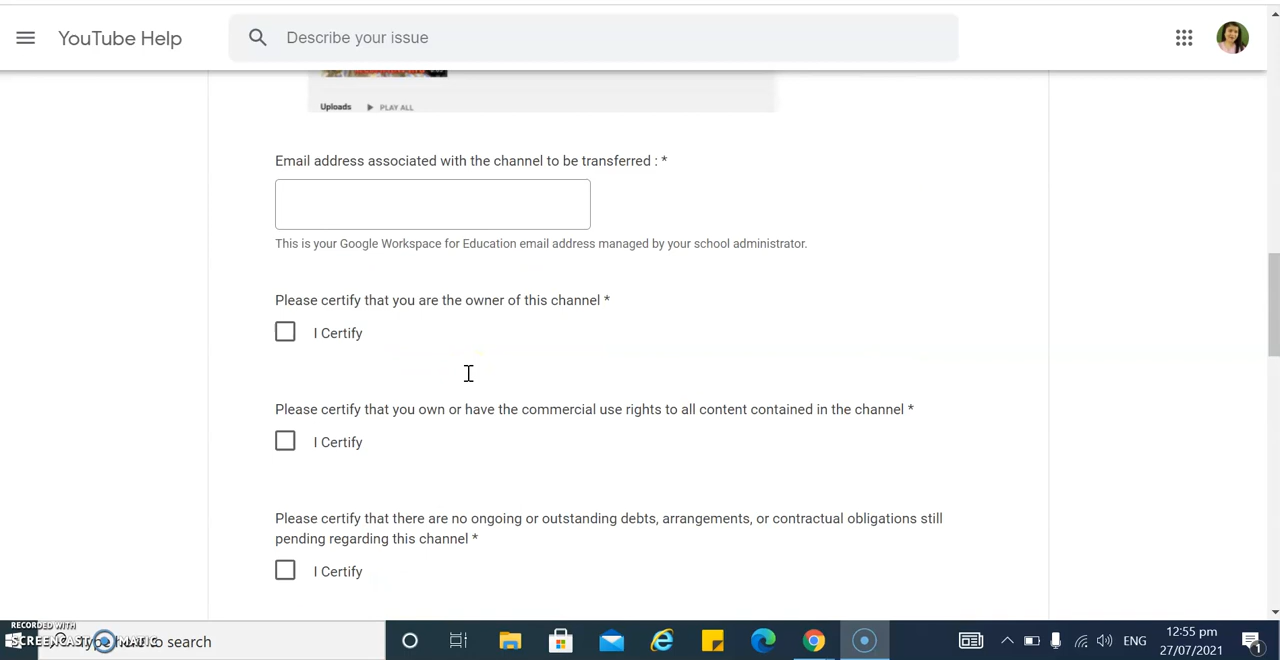 YouTube Help
Describe your issue
Uploads PLAY ALL
Email address associated with the channel to be transferred : *
This is your Google Workspace for Education email address managed by your school administrator.
Please certify that you are the owner of this channel *
I Certify
Please certify that you own or have the commercial use rights to all content contained in the channel *
I Certify
Please certify that there are no ongoing or outstanding debts, arrangements, or contractual obligations still
pending regarding this channel *
I Certify
RECORDED WITH
SCREENCAST MATIC
Type here to search
ENG
12:55 pm
27/07/2021
1